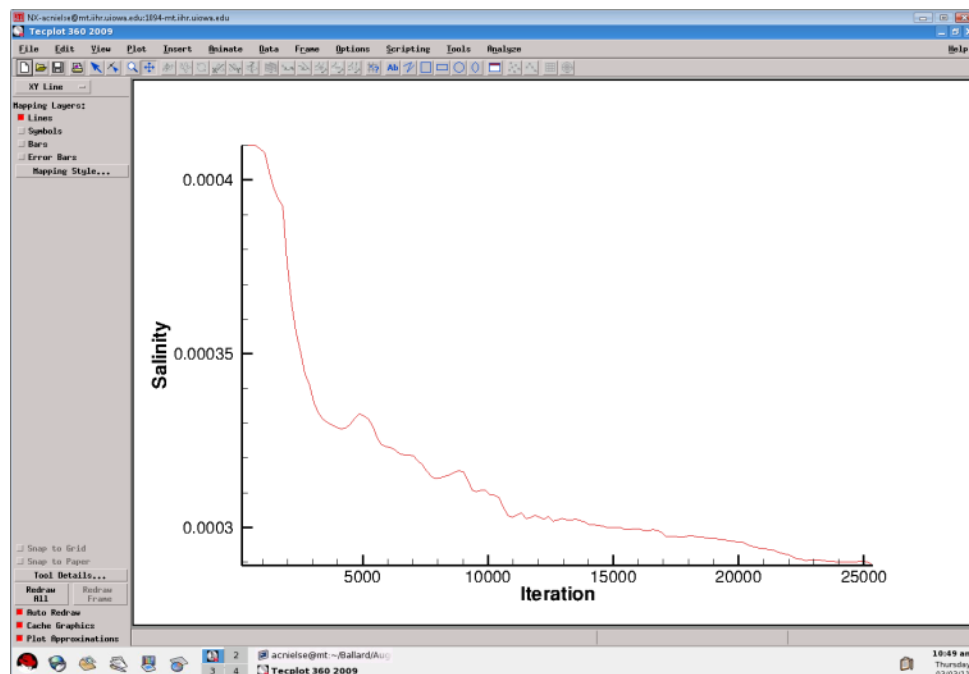 NX-acnielse@mt.iihr.uiowa.edu:1094-mt.iihr.uiowa.edu
Tecplot 360 2009
File Edit View Plot Insert Animate Data Frame Options Scripting Tools Analyze Help
XY Line
Mapping Layers:
Lines
Symbols
Bars
Error Bars
Mapping Style...
Snap to Grid
Snap to Paper
Tool Details...
Redraw All
Redraw Frame
Auto Redraw
Cache Graphics
Plot Approximations
Salinity
0.0004
0.00035
0.0003
5000 10000 15000 20000 25000
Iteration
2
3 4
acnielse@mt:~/Ballard/Aug
Tecplot 360 2009
10:49 am
Thursday